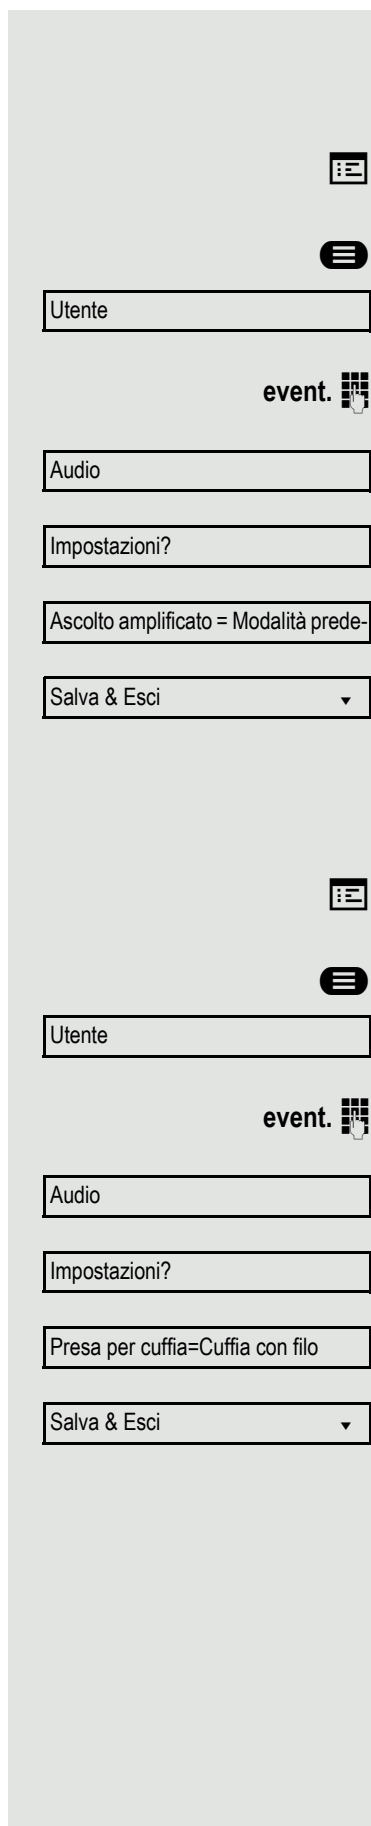 Utente
event.
Audio
Impostazioni?
Ascolto amplificato = Modalità prede-
Salva & Esci
Utente
event.
Audio
Impostazioni?
Presa per cuffia=Cuffia con filo
Salva & Esci